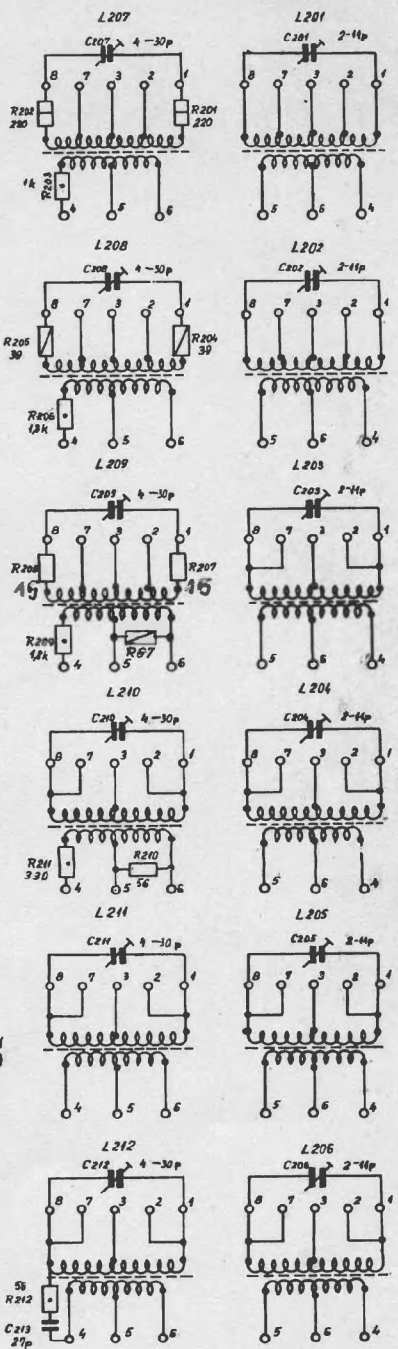 L207
C207 4-30p
8 7 3 2 1
R202
220
R201
220
1k
R203
4 5 6
L201
C201 2-11p
8 7 3 2 1
5 6 4
L208
C208 4-30p
8 7 3 2 1
R205
39
R204
39
R206
1,2k
4 5 6
L202
C202 2-11p
8 7 3 2 1
5 6 4
L209
C209 4-30p
8 7 3 2 1
R208
15
R207
15
R209
1,2k
4 5 6
R67
L203
C203 2-11p
8 7 3 2 1
5 6 4
L210
C210 4-30p
8 7 3 2 1
R211
330
4 5 6
R210
56
L204
C204 2-11p
8 7 3 2 1
5 6 4
L211
C211 4-30p
8 7 3 2 1
4 5 6
L205
C205 2-11p
8 7 3 2 1
5 6 4
L212
C212 4-30p
8 7 3 2 1
56
R212
C213
27p
4 5 6
L206
C206 2-11p
8 7 3 2 1
5 6 4